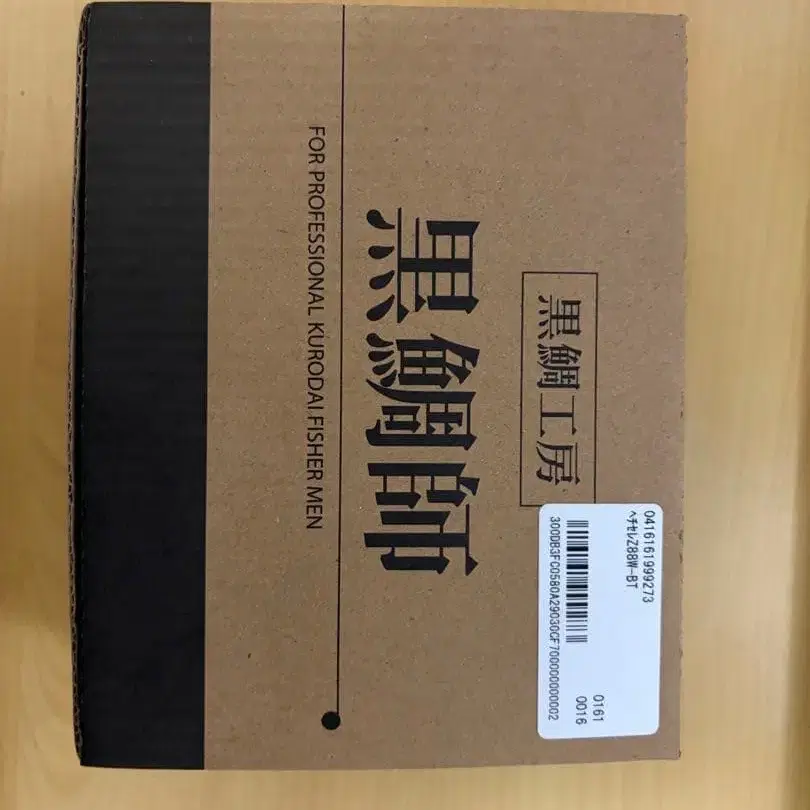 黒鯛工房
黒鯛師
FOR PROFESSIONAL KURODAI.FISHER MEN
0416161999273
ﾍﾁｾﾚZ88W-BT
0161
0016
300DB3FC0580A29030CF700000000002